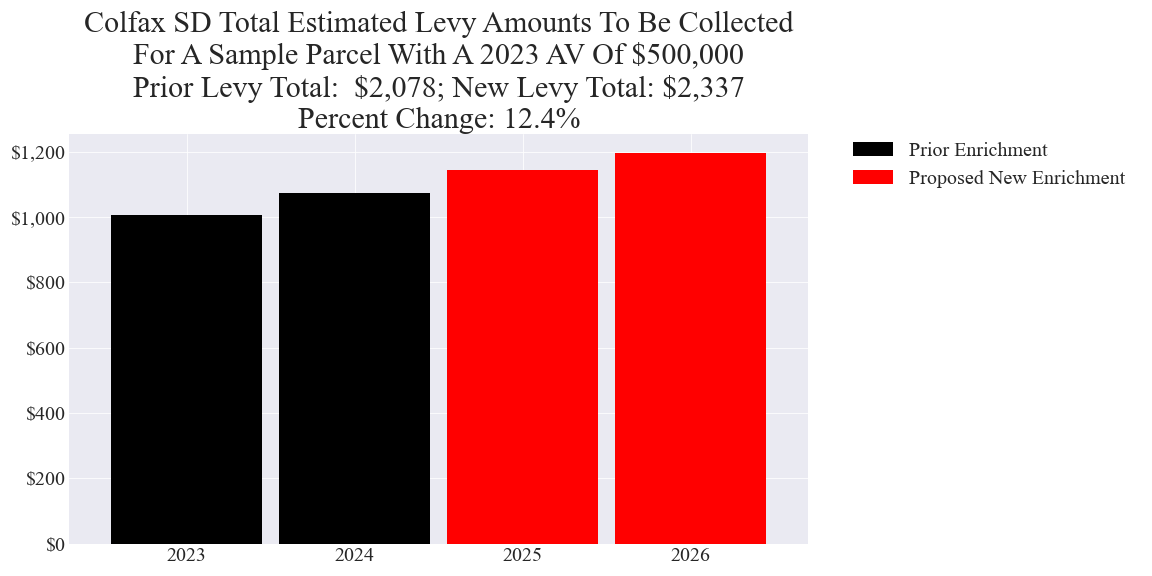 Colfax SD Total Estimated Levy Amounts To Be Collected
For A Sample Parcel With A 2023 AV Of $500,000
Prior Levy Total:  $2,078; New Levy Total: $2,337
Percent Change: 12.4%
$1,200
$1,000
$800
$600
$400
$200
$0
2023 2024 2025 2026
Prior Enrichment
Proposed New Enrichment